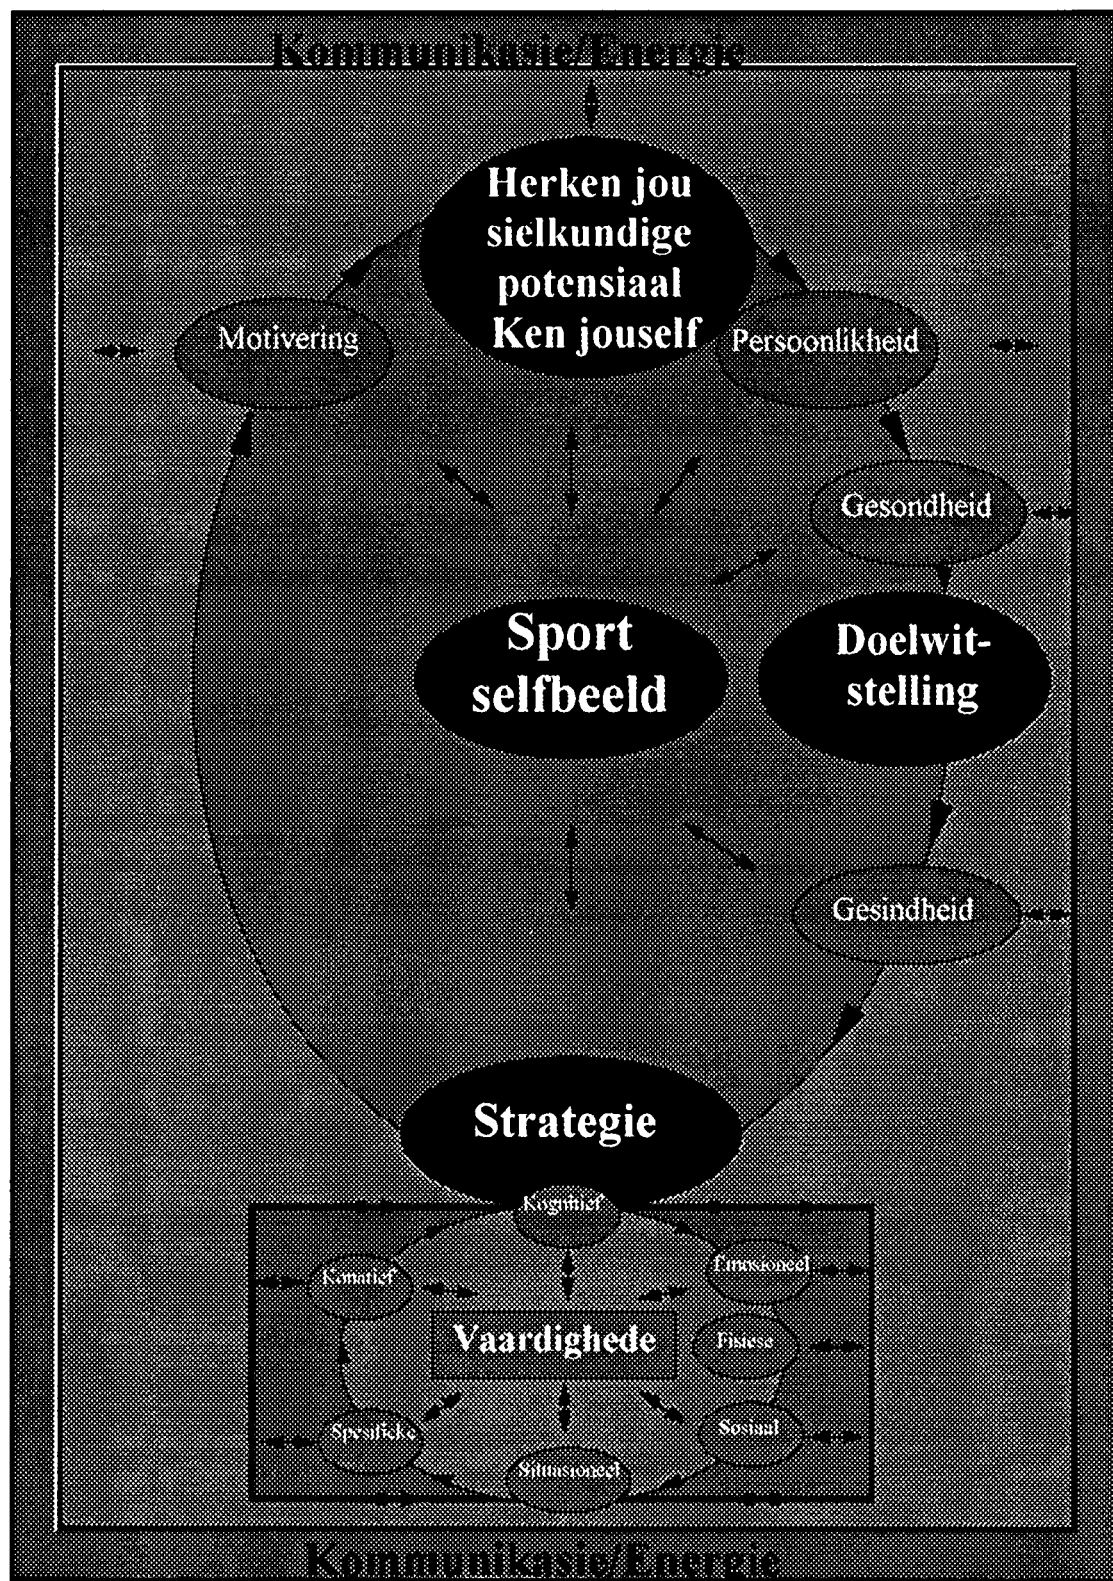 Kommunikasie/Energie
Herken jou
sielkundige
potensiaal
Ken jouself
Motivering
Persoonlikheid
Gesondheid
Sport
selfbeeld
Doelwit-
stelling
Gesindheid
Strategie
Kognitief
Konatief
Emosioneel
Vaardighede
Fisiese
Spesifieke
Sosiaal
Situasioneel
Kommunikasie/Energie